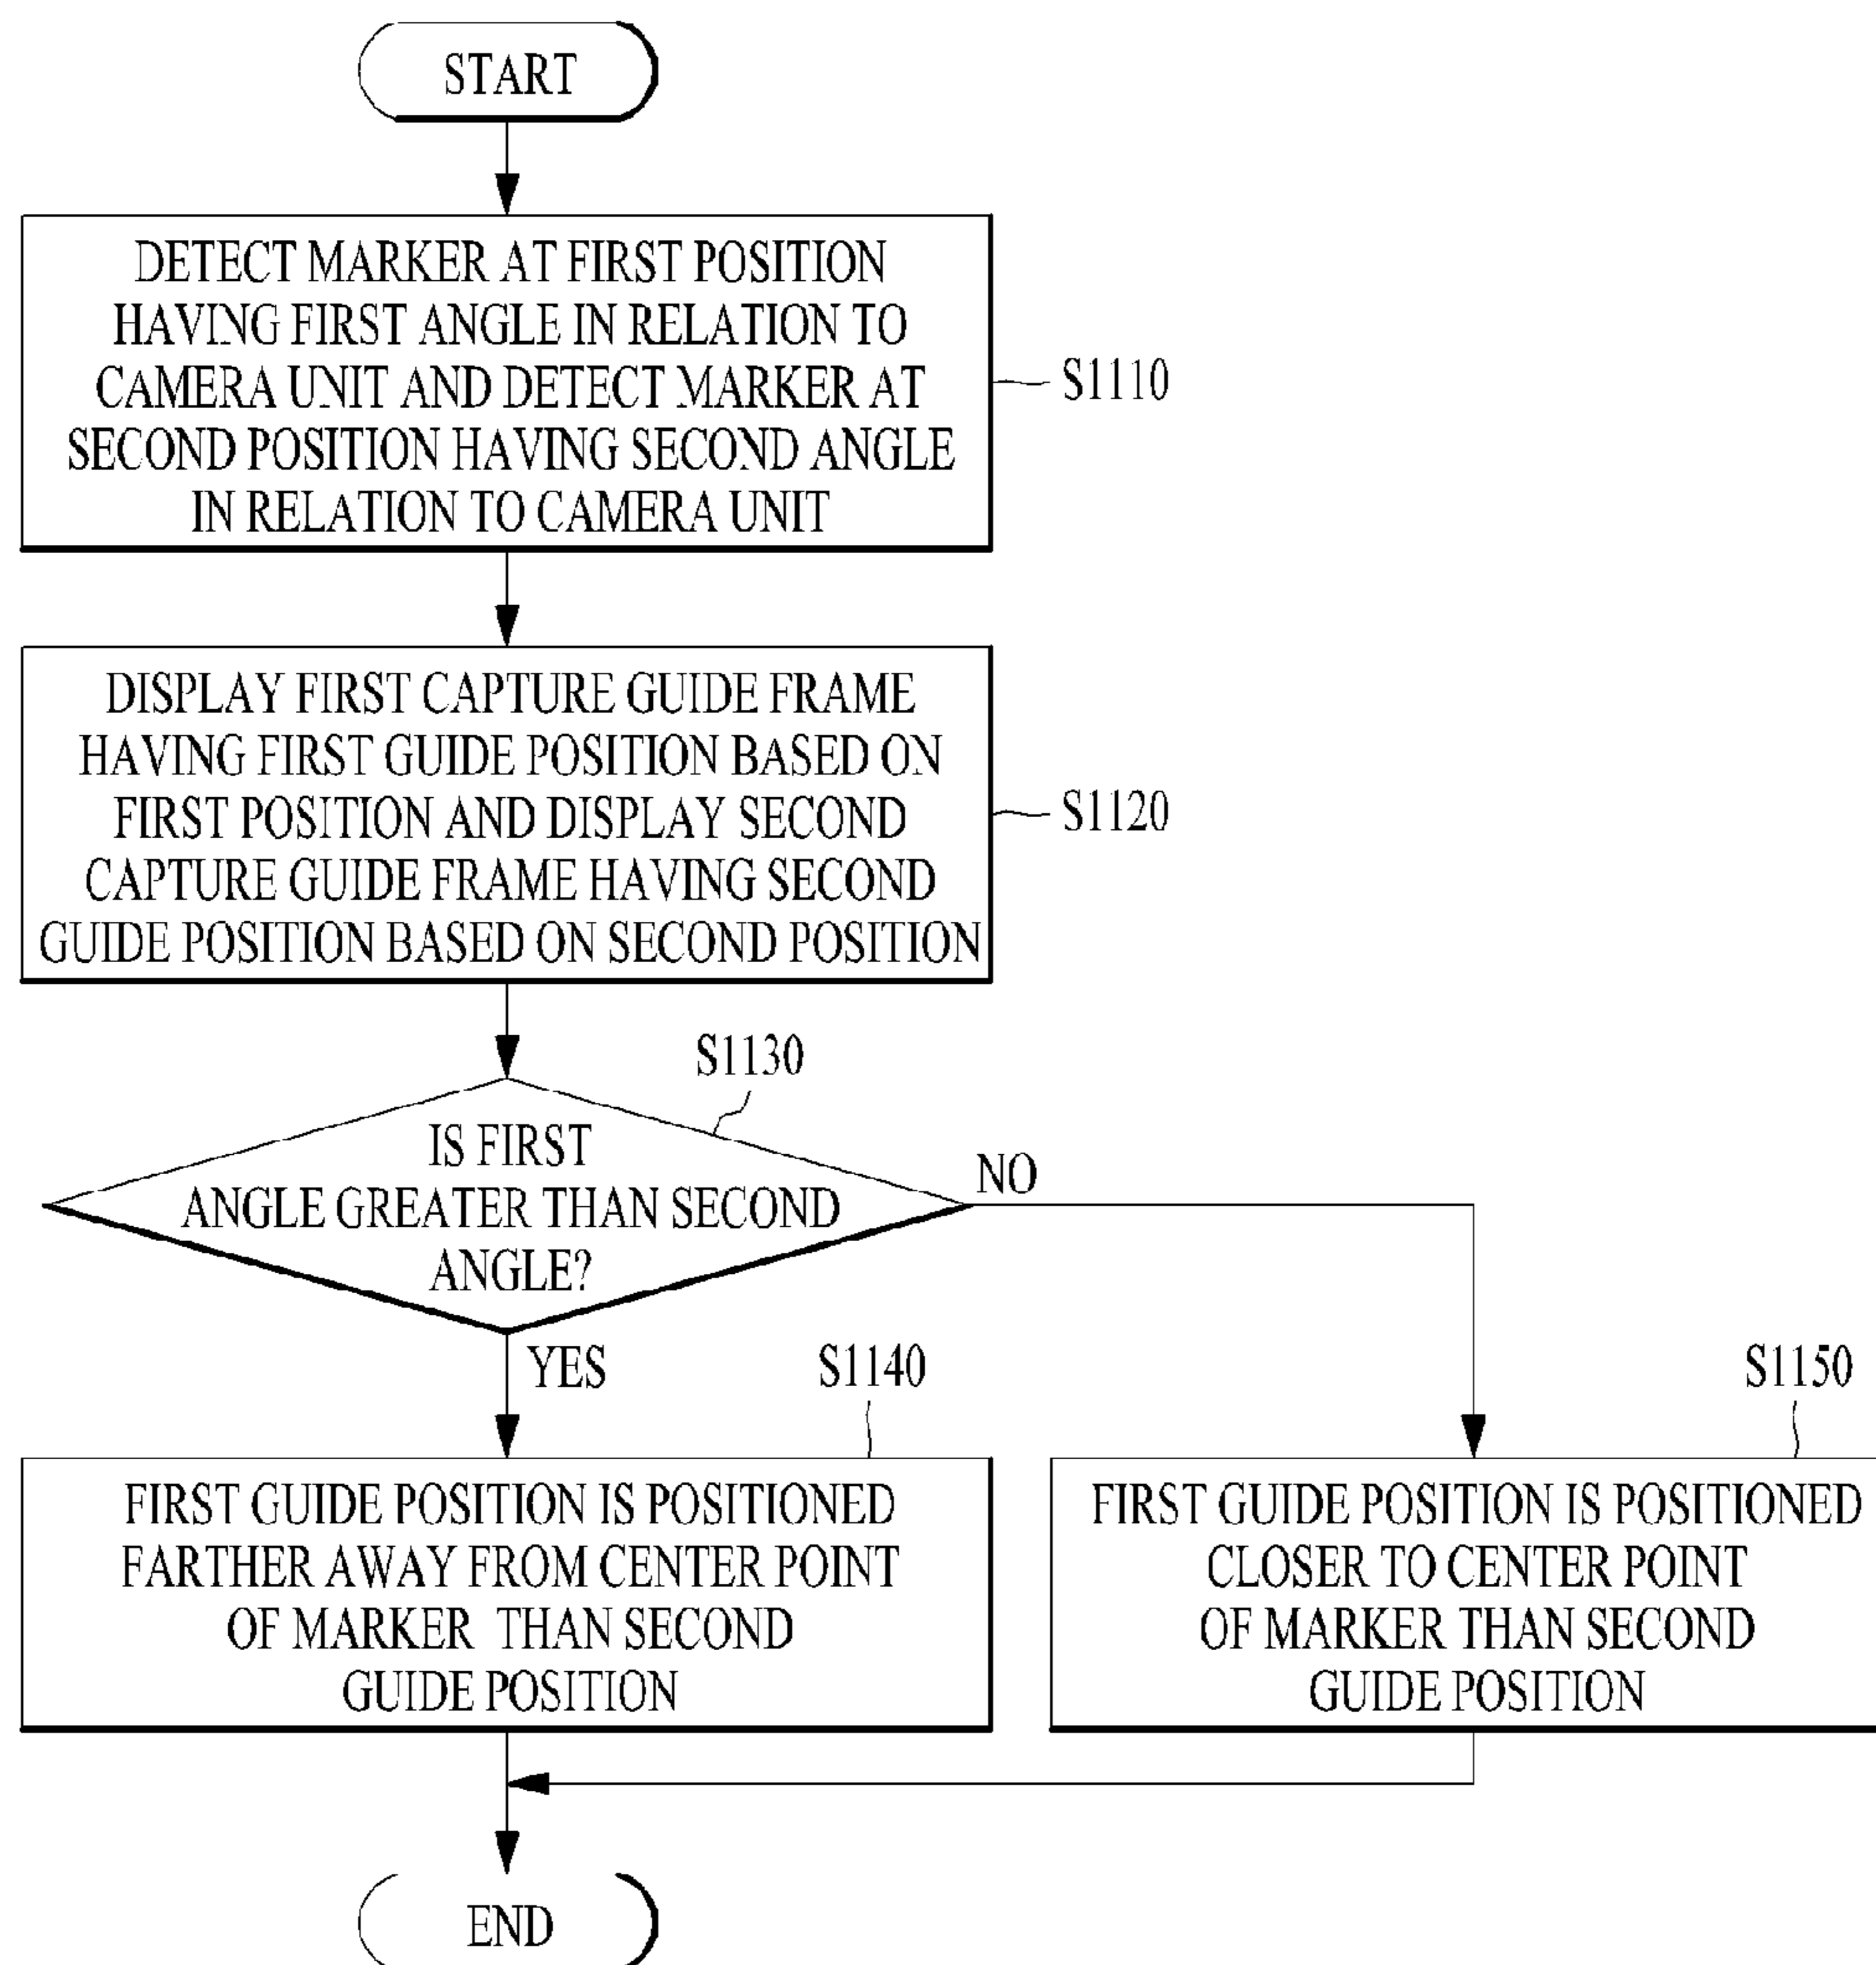 START
DETECT MARKER AT FIRST POSITION
HAVING FIRST ANGLE IN RELATION TO
CAMERA UNIT AND DETECT MARKER AT
SECOND POSITION HAVING SECOND ANGLE
IN RELATION TO CAMERA UNIT
S1110
DISPLAY FIRST CAPTURE GUIDE FRAME
HAVING FIRST GUIDE POSITION BASED ON
FIRST POSITION AND DISPLAY SECOND
CAPTURE GUIDE FRAME HAVING SECOND
GUIDE POSITION BASED ON SECOND POSITION
S1120
S1130
IS FIRST
ANGLE GREATER THAN SECOND
ANGLE?
NO
YES
S1140
FIRST GUIDE POSITION IS POSITIONED
FARTHER AWAY FROM CENTER POINT
OF MARKER THAN SECOND
GUIDE POSITION
S1150
FIRST GUIDE POSITION IS POSITIONED
CLOSER TO CENTER POINT
OF MARKER THAN SECOND
GUIDE POSITION
END